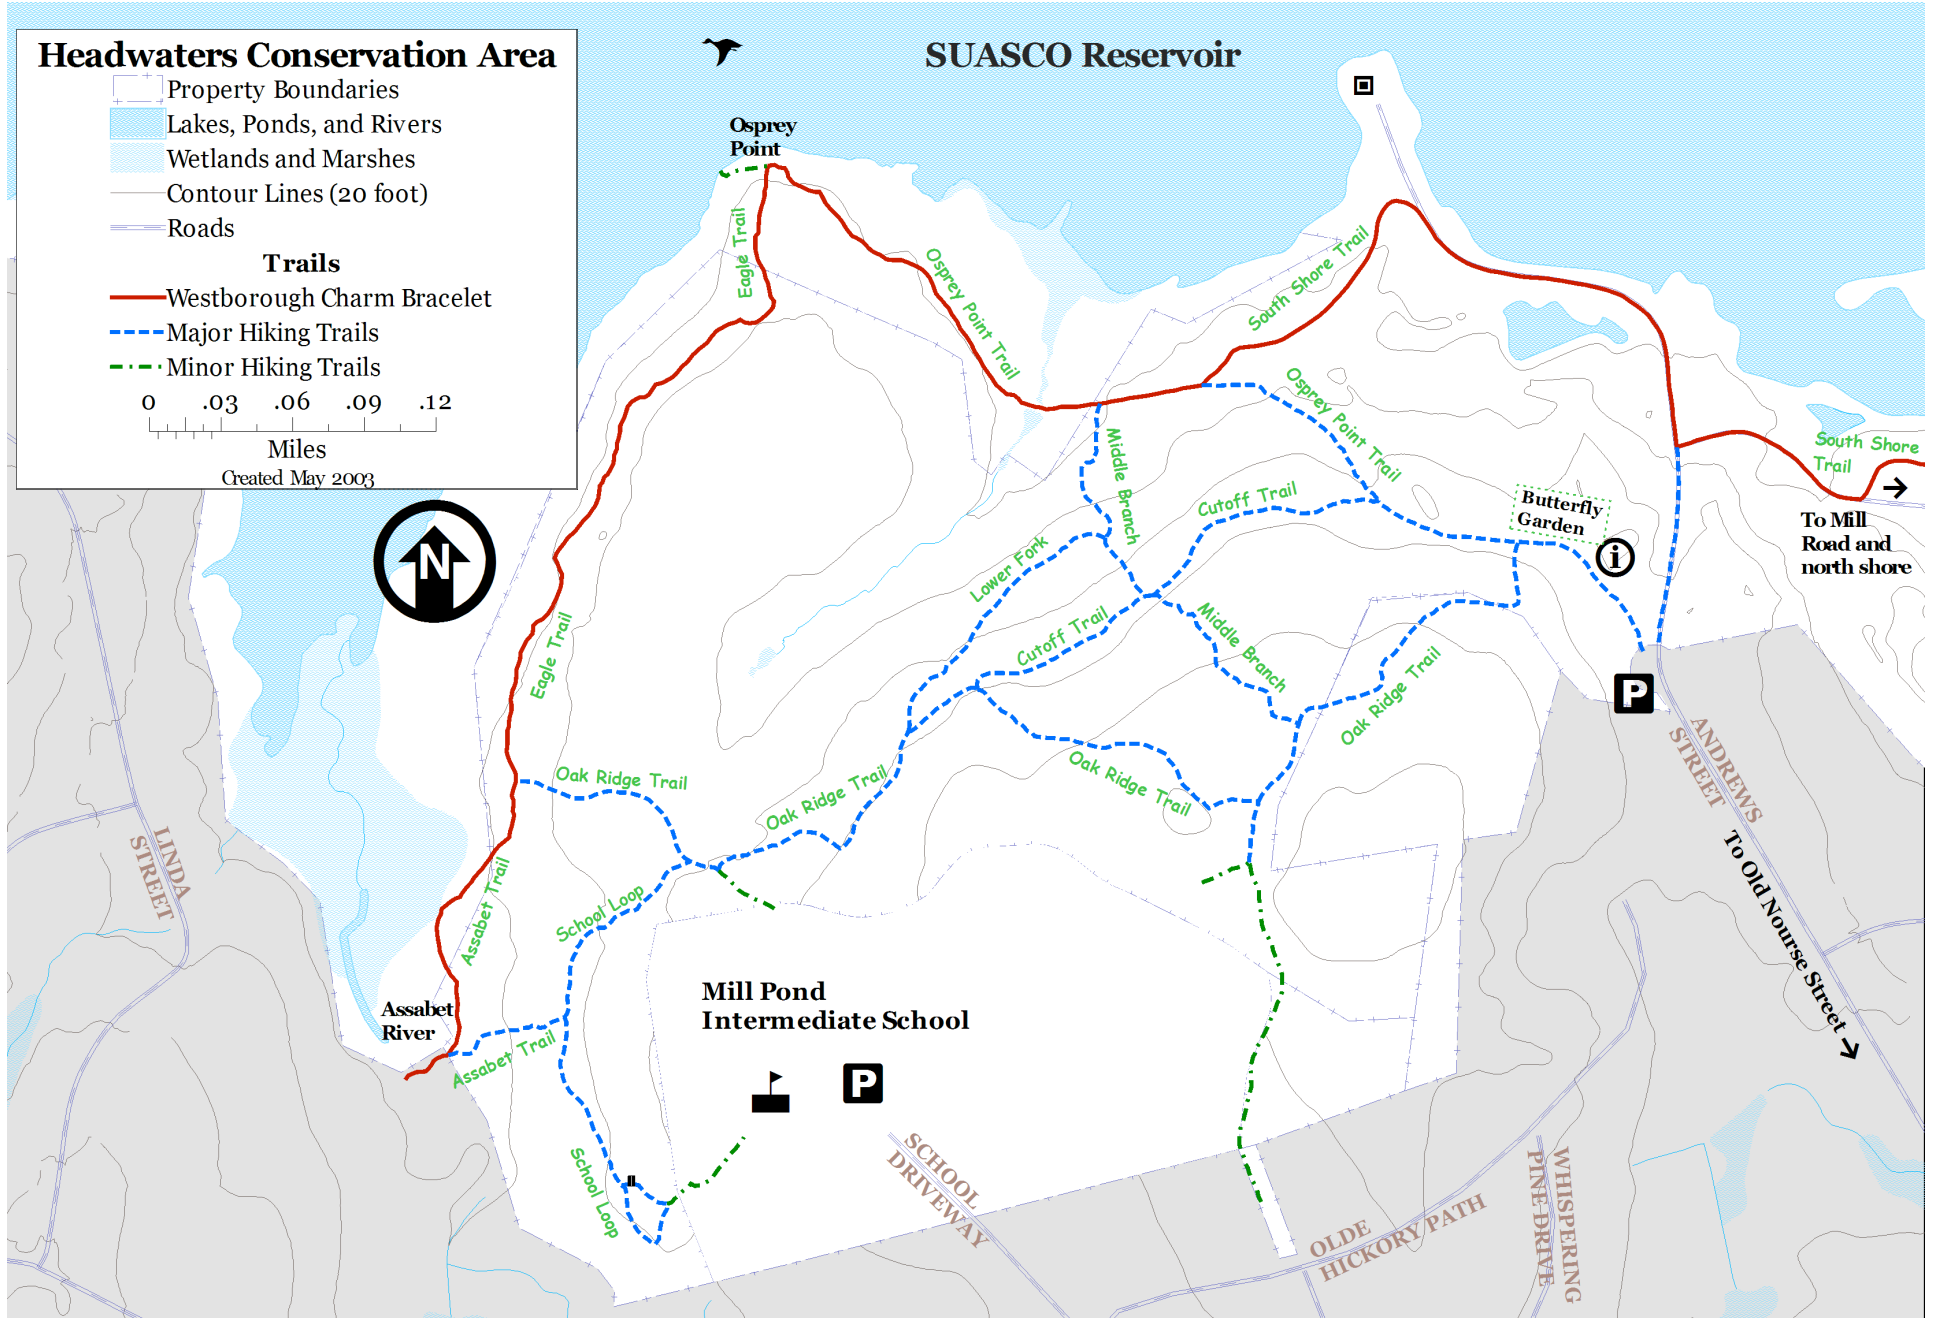 Headwaters Conservation Area
Property Boundaries
Lakes, Ponds, and Rivers
Wetlands and Marshes
Contour Lines (20 foot)
Roads
Trails
Westborough Charm Bracelet
Major Hiking Trails
Minor Hiking Trails
0 .03 .06 .09 .12
Miles
Created May 2003
SUASCO Reservoir
Osprey
Point
Eagle Trail
Osprey Point Trail
South Shore Trail
Osprey Point Trail
South Shore
Trail
To Mill
Road and
north shore
Butterfly
Garden
i
Middle Branch
Cutoff Trail
N
Lower Fork
Cutoff Trail
Middle Branch
Eagle Trail
Oak Ridge Trail
P
ANDREWS
STREET
To Old Nourse Street
Oak Ridge Trail
Oak Ridge Trail
Oak Ridge Trail
LINDA
STREET
School Loop
Assabet Trail
Assabet
River
Assabet Trail
Mill Pond
Intermediate School
P
School Loop
SCHOOL
DRIVEWAY
OLDE
HICKORY PATH
WHISPERING
PINE DRIVE